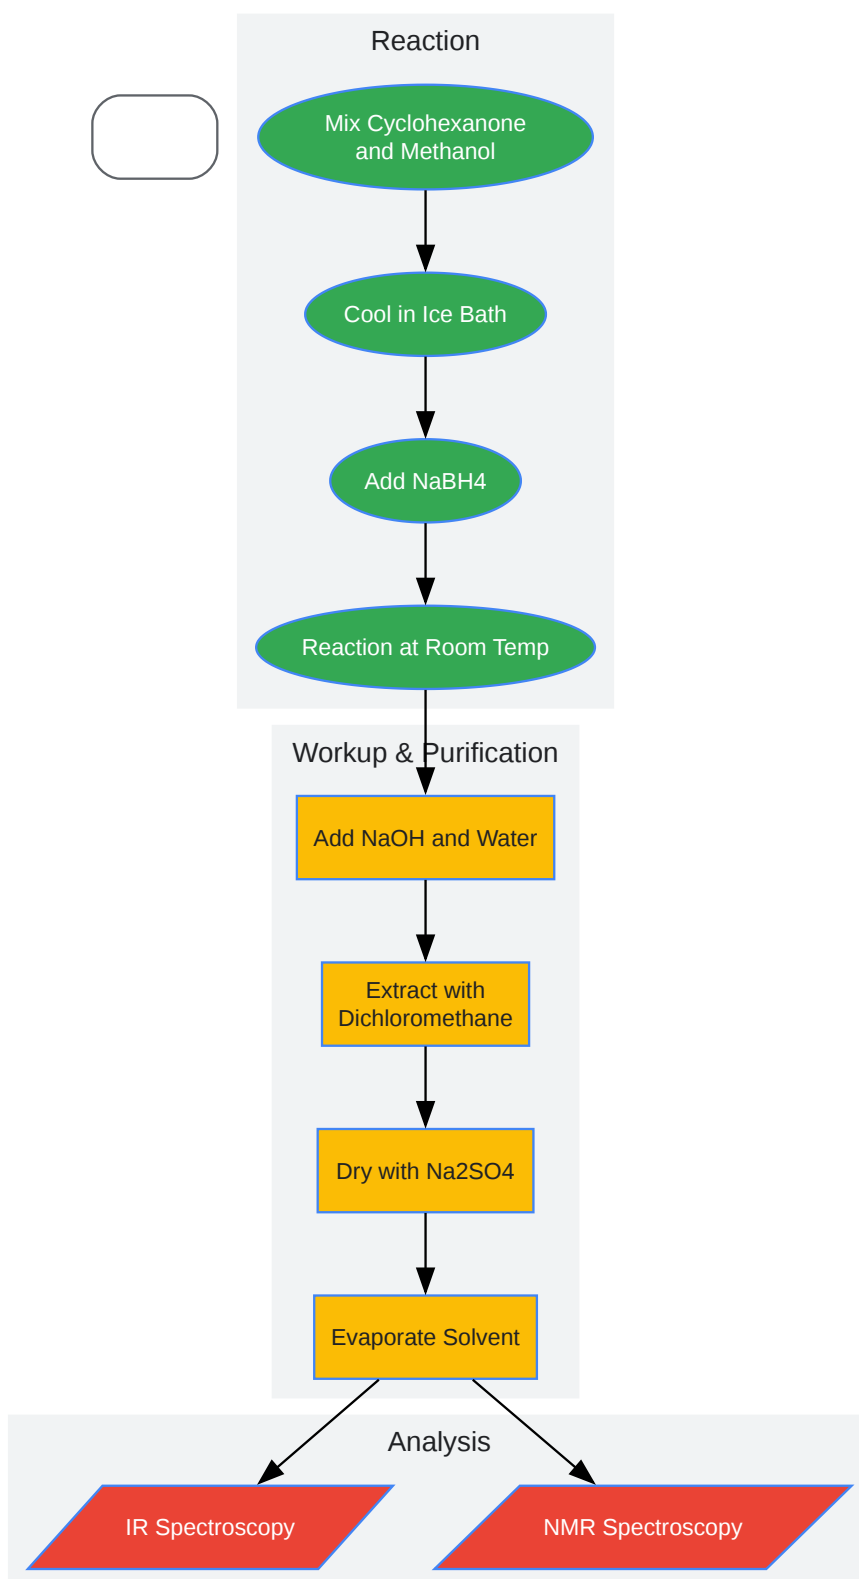 Reaction
Mix Cyclohexanone
and Methanol
Cool in Ice Bath
Add NaBH4
Reaction at Room Temp
Workup & Purification
Add NaOH and Water
Extract with
Dichloromethane
Dry with Na2SO4
Evaporate Solvent
Analysis
IR Spectroscopy
NMR Spectroscopy